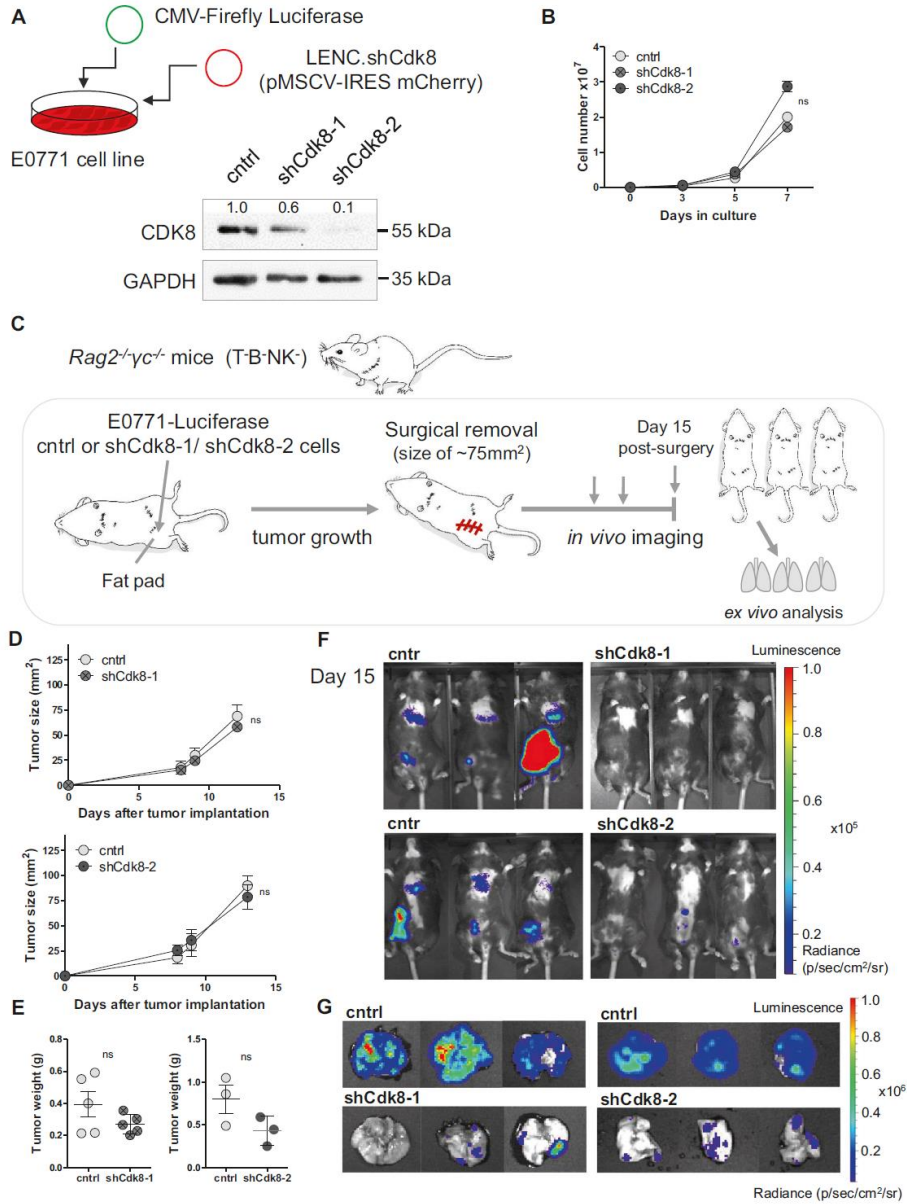 A
CMV-Firefly Luciferase
LENC.shCdk8
(pMSCV-IRES mCherry)
E0771 cell line
cntrl
shCdk8-1
shCdk8-2
1.0
0.6
0.1
CDK8
55 kDa
GAPDH
35 kDa
B
cntrl
shCdk8-1
shCdk8-2
Cell number x10⁷
4
3
2
1
0
ns
0
3
5
7
Days in culture
C
Rag2-/-γc-/- mice (T-B-NK-)
E0771-Luciferase
cntrl or shCdk8-1/ shCdk8-2 cells
Fat pad
tumor growth
Surgical removal
(size of ~75mm²)
Day 15
post-surgery
in vivo imaging
ex vivo analysis
D
Tumor size (mm²)
125
100
75
50
25
0
cntrl
shCdk8-1
ns
0
5
10
15
Days after tumor implantation
Tumor size (mm²)
125
100
75
50
25
0
cntrl
shCdk8-2
ns
0
5
10
15
Days after tumor implantation
E
Tumor weight (g)
0.8
0.6
0.4
0.2
0.0
ns
cntrl
shCdk8-1
Tumor weight (g)
1.5
1.0
0.5
0.0
ns
cntrl
shCdk8-2
F
Day 15
cntr
shCdk8-1
cntr
shCdk8-2
Luminescence
1.0
0.8
0.6
x10⁵
0.4
0.2
Radiance
(p/sec/cm²/sr)
G
cntrl
shCdk8-1
cntrl
shCdk8-2
Luminescence
1.0
0.8
0.6
x10⁶
0.4
0.2
Radiance (p/sec/cm²/sr)